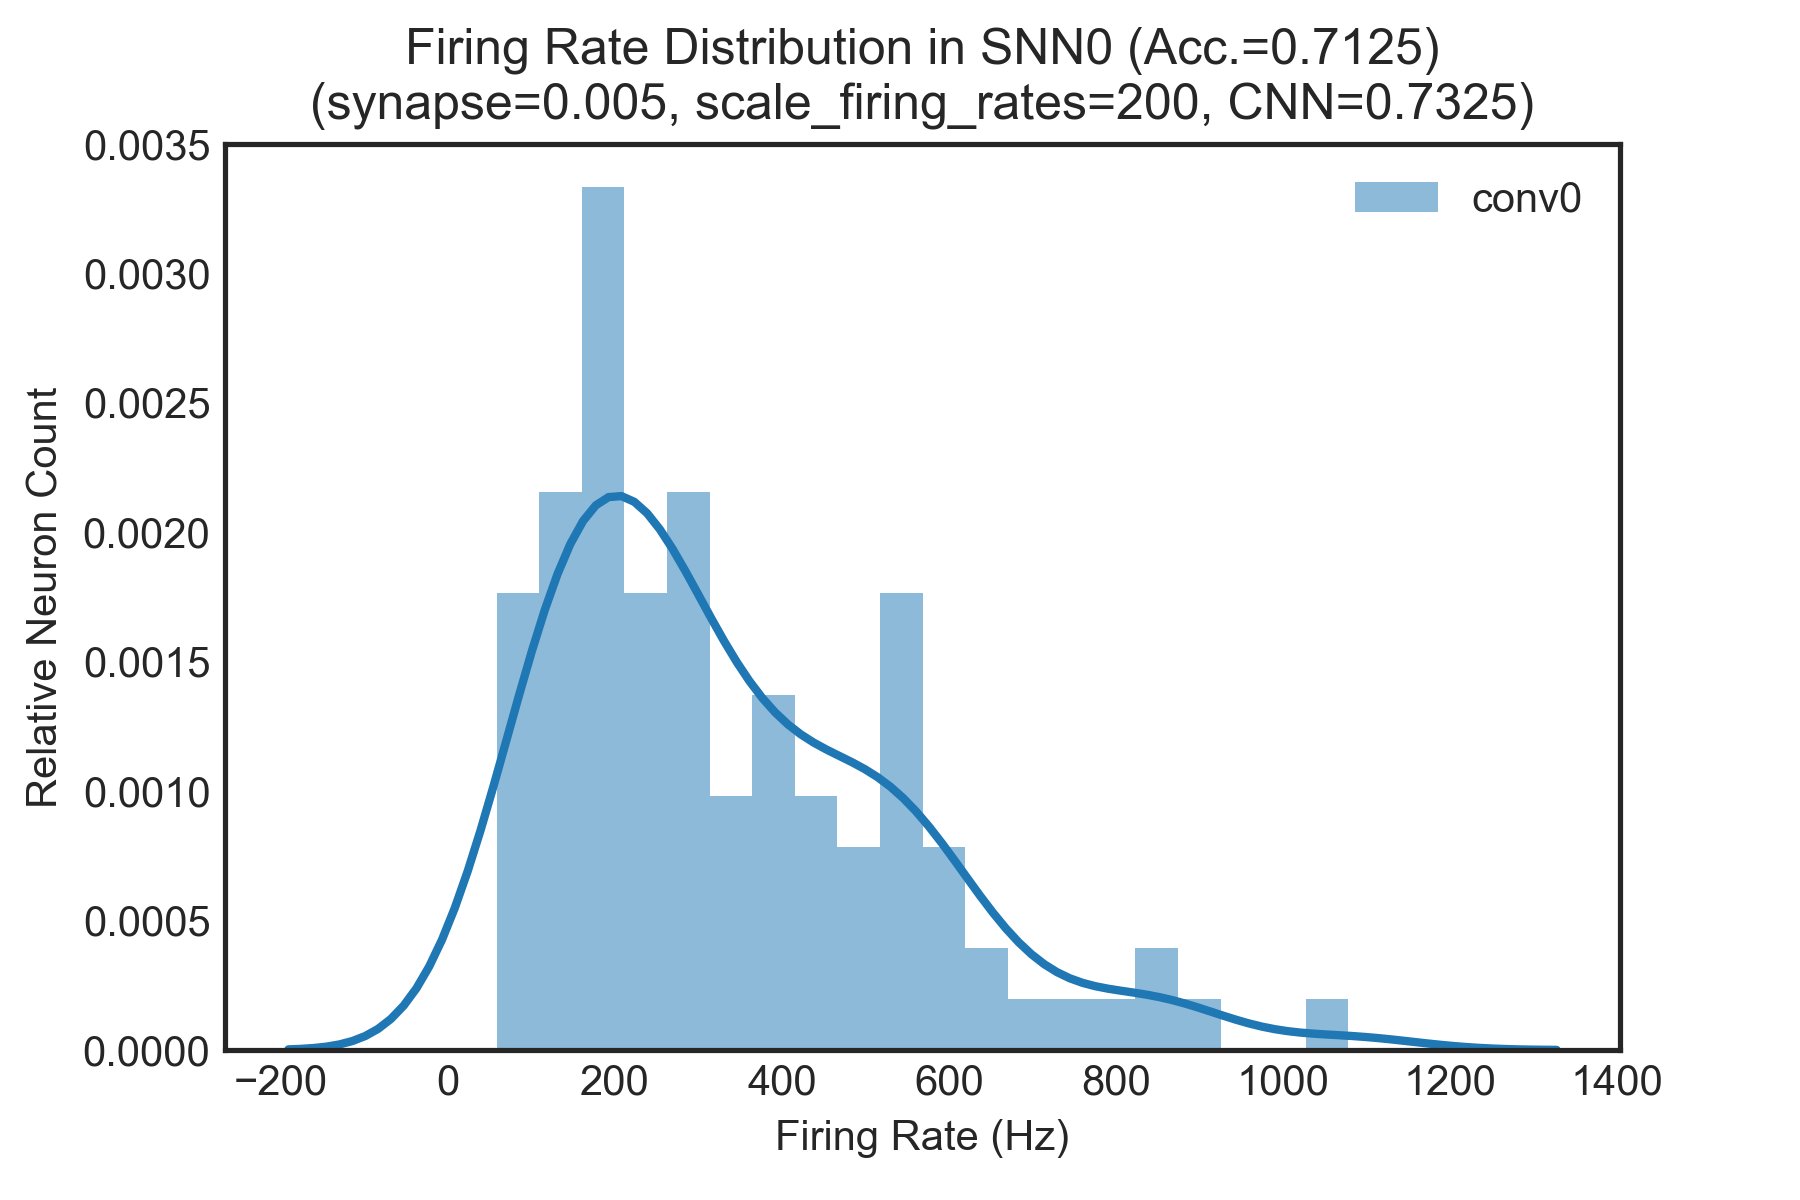 Firing Rate Distribution in SNN0 (Acc.=0.7125)
(synapse=0.005, scale_firing_rates=200, CNN=0.7325)
conv0
Relative Neuron Count
0.0035
0.0030
0.0025
0.0020
0.0015
0.0010
0.0005
0.0000
−200 0 200 400 600 800 1000 1200 1400
Firing Rate (Hz)